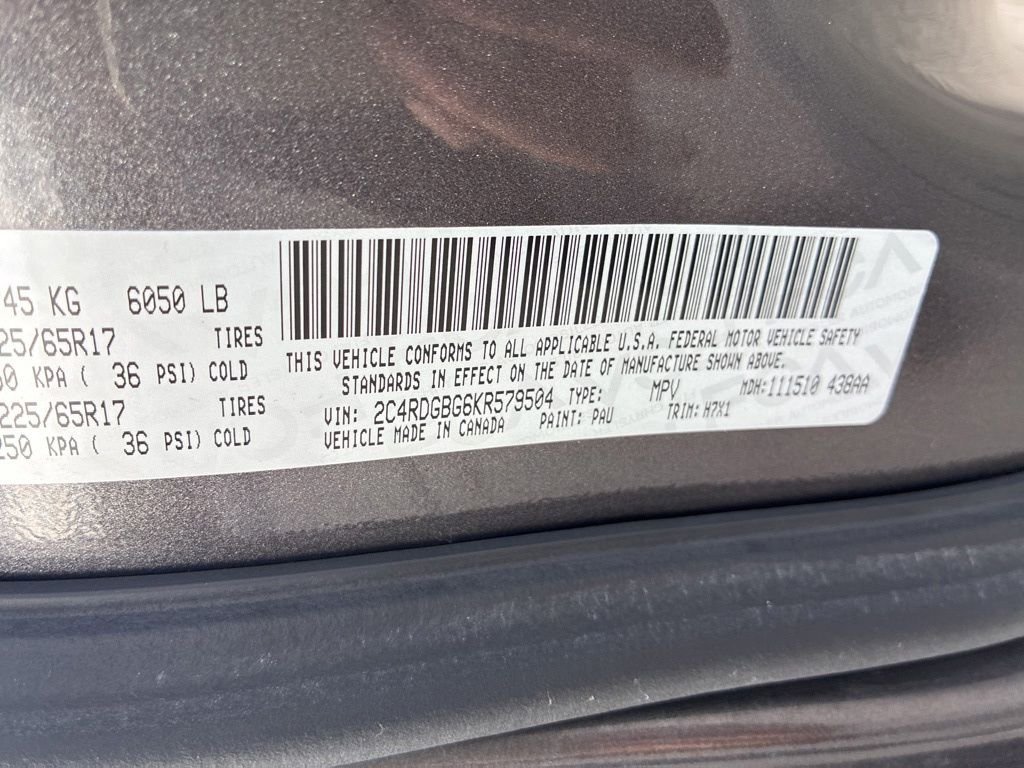 45 KG 6050 LB
25/65R17 TIRES
50 KPA ( 36 PSI) COLD
225/65R17 TIRES
250 KPA ( 36 PSI) COLD
THIS VEHICLE CONFORMS TO ALL APPLICABLE U.S.A. FEDERAL MOTOR VEHICLE SAFETY
STANDARDS IN EFFECT ON THE DATE OF MANUFACTURE SHOWN ABOVE.
VIN: 2C4RDGBG6KR579504 TYPE: MPV MDH:111510 438AA
VEHICLE MADE IN CANADA PAINT: PAU TRIM: H7X1